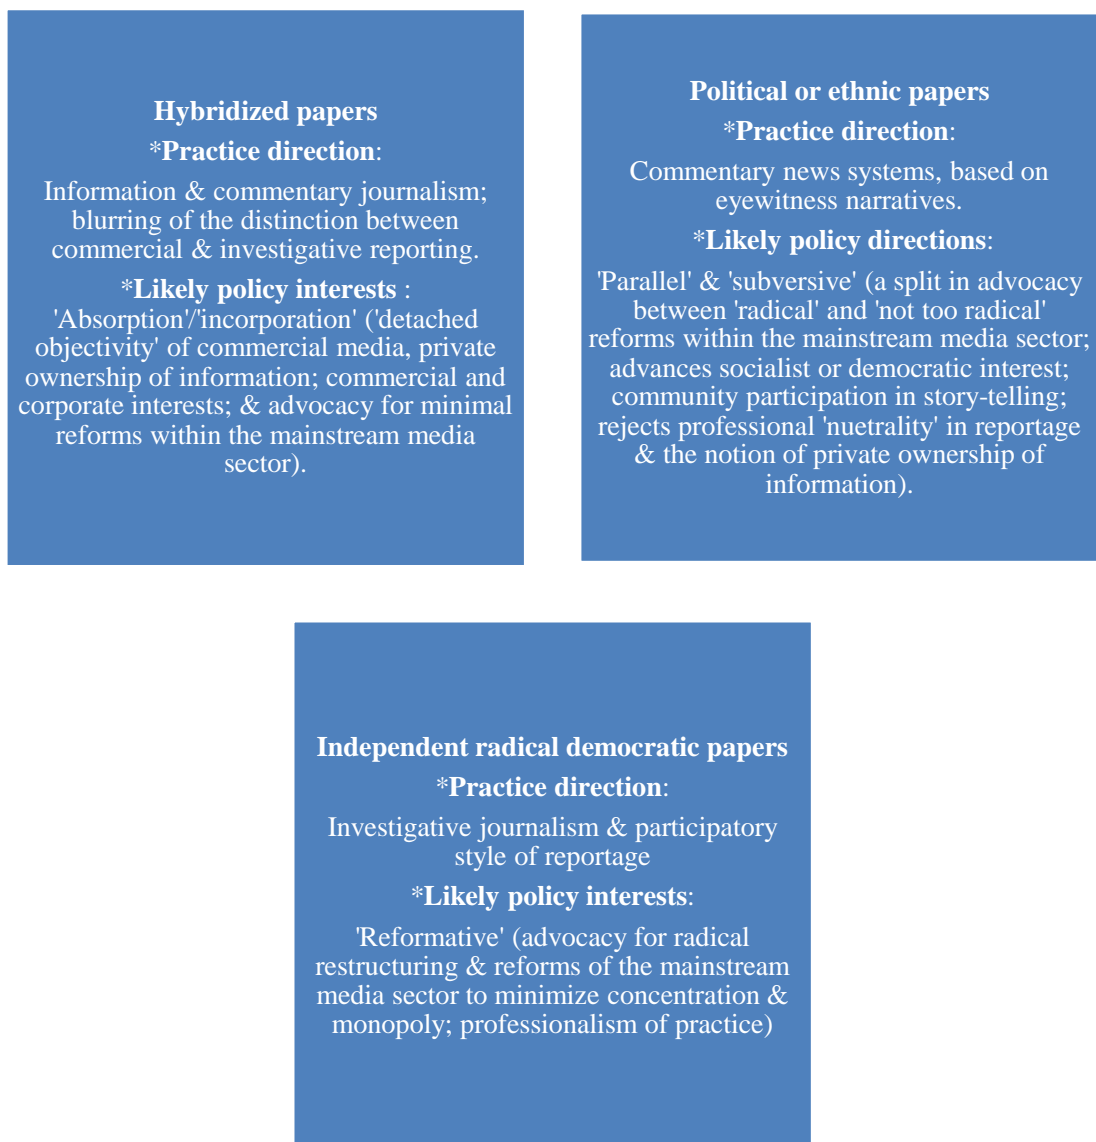 Hybridized papers
*Practice direction:
Information & commentary journalism;
blurring of the distinction between
commercial & investigative reporting.
*Likely policy interests :
'Absorption'/'incorporation' ('detached
objectivity' of commercial media, private
ownership of information; commercial and
corporate interests; & advocacy for minimal
reforms within the mainstream media
sector).
Political or ethnic papers
*Practice direction:
Commentary news systems, based on
eyewitness narratives.
*Likely policy directions:
'Parallel' & 'subversive' (a split in advocacy
between 'radical' and 'not too radical'
reforms within the mainstream media sector;
advances socialist or democratic interest;
community participation in story-telling;
rejects professional 'nuetrality' in reportage
& the notion of private ownership of
information).
Independent radical democratic papers
*Practice direction:
Investigative journalism & participatory
style of reportage
*Likely policy interests:
'Reformative' (advocacy for radical
restructuring & reforms of the mainstream
media sector to minimize concentration &
monopoly; professionalism of practice)